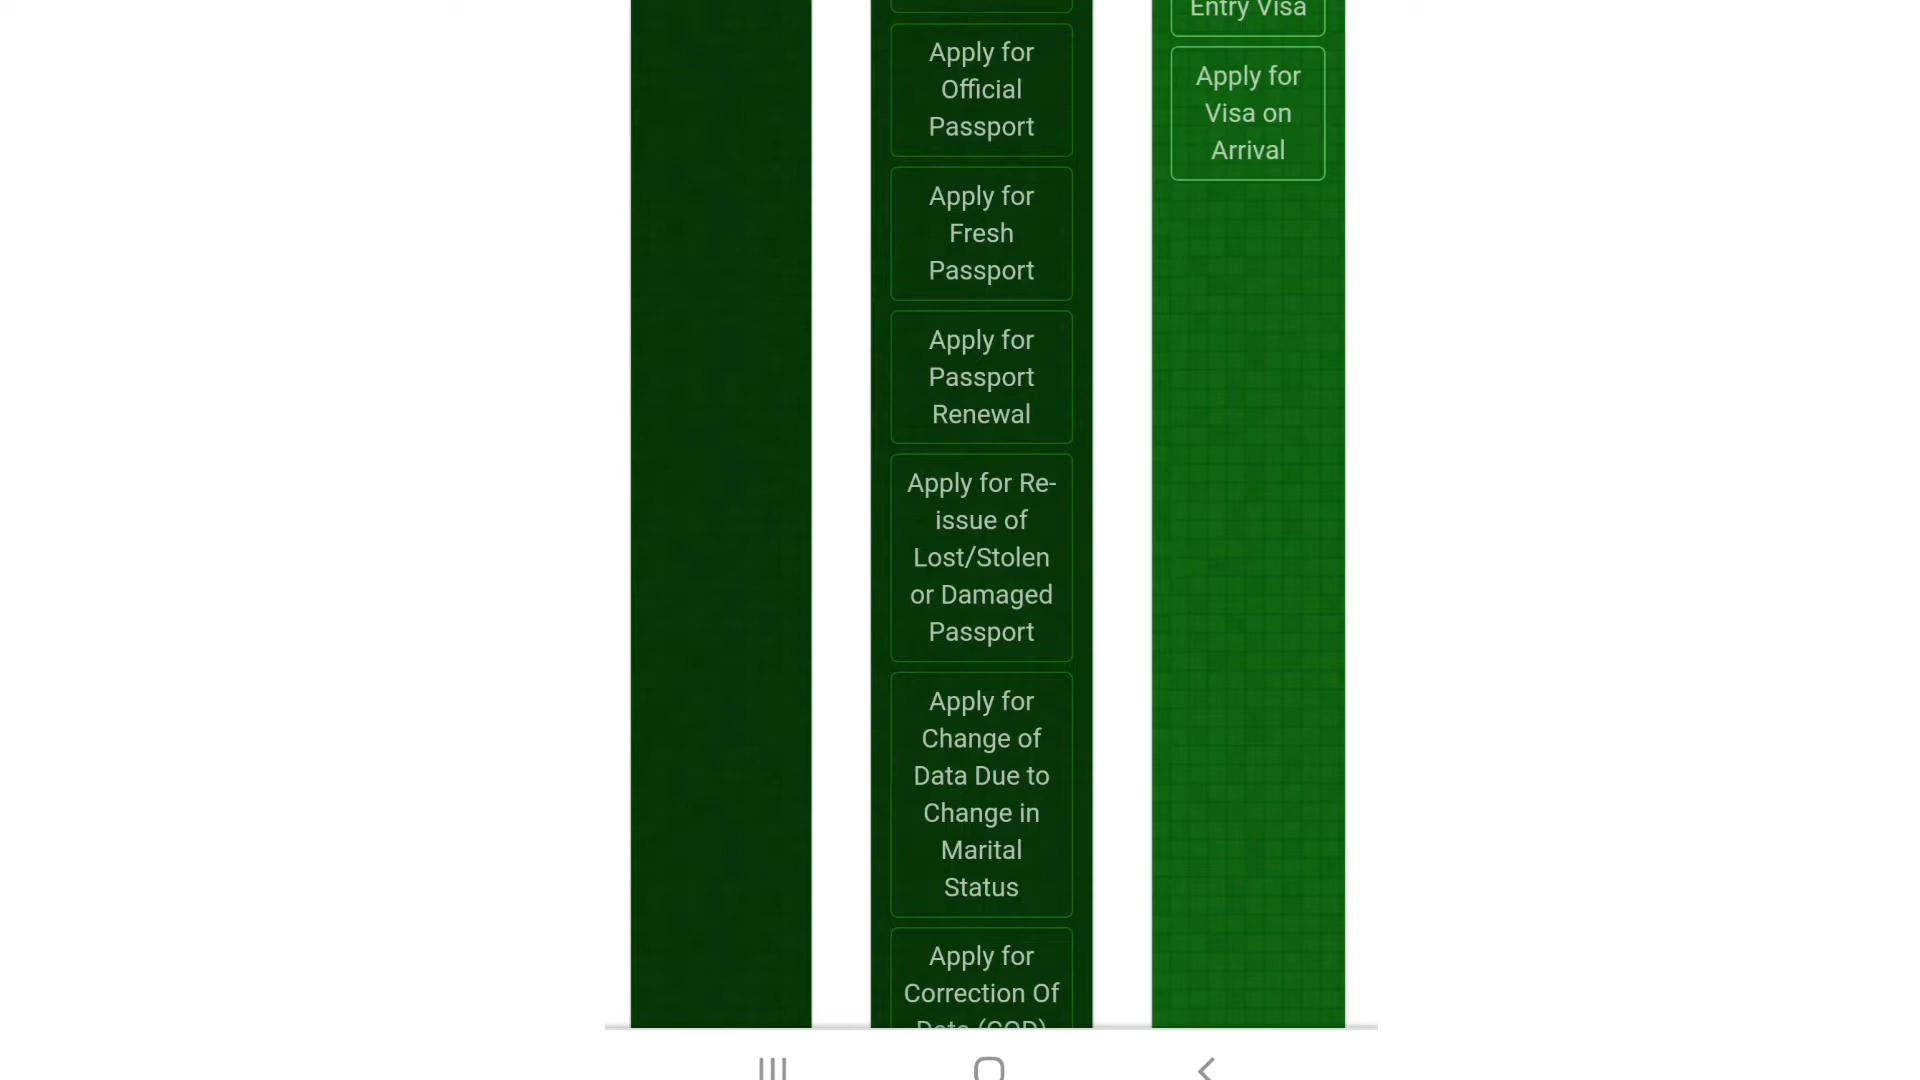 Apply for
Official
Passport
Apply for
Fresh
Passport
Apply for
Passport
Renewal
Apply for Re-
issue of
Lost/Stolen
or Damaged
Passport
Apply for
Change of
Data Due to
Change in
Marital
Status
Apply for
Correction Of
Entry Visa
Apply for
Visa on
Arrival